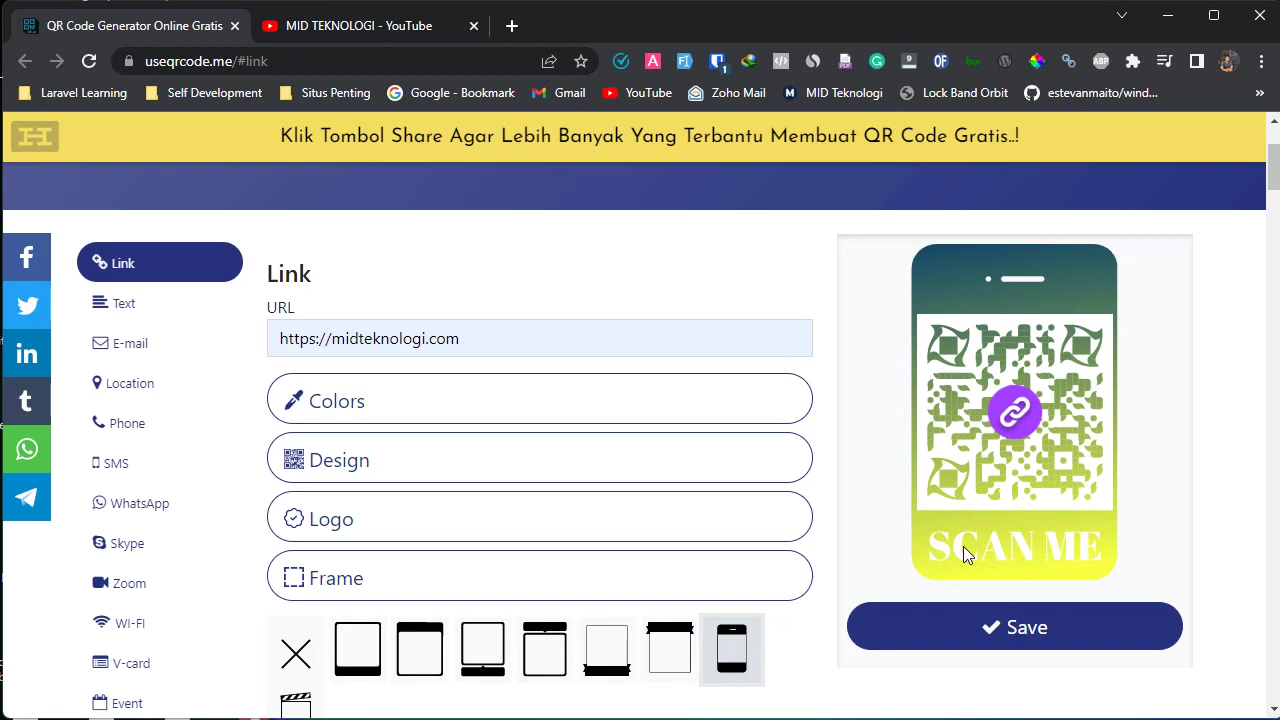 QR Code Generator Online Gratis
MID TEKNOLOGI - YouTube
useqrcode.me/#link
Laravel Learning
Self Development
Situs Penting
Google - Bookmark
Gmail
YouTube
Zoho Mail
MID Teknologi
Lock Band Orbit
estevanmaito/wind...
Klik Tombol Share Agar Lebih Banyak Yang Terbantu Membuat QR Code Gratis..!
Link
Text
E-mail
Location
Phone
SMS
WhatsApp
Skype
Zoom
WI-FI
V-card
Event
Link
URL
https://midteknologi.com
Colors
Design
Logo
Frame
SCAN ME
Save